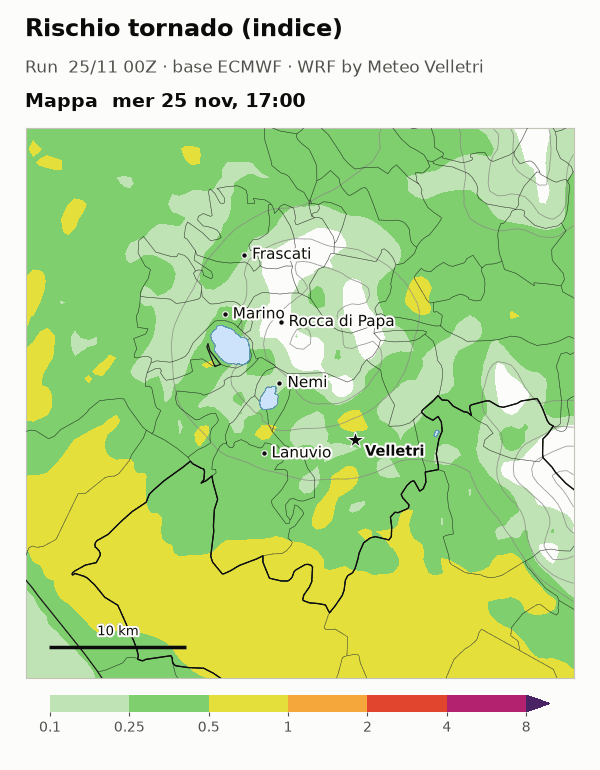 Rischio tornado (indice)
Run  25/11 00Z · base ECMWF · WRF by Meteo Velletri
Mappa  mer 25 nov, 17:00
Frascati
Marino
Rocca di Papa
Nemi
Velletri
Lanuvio
10 km
0.1 0.25 0.5 1 2 4 8